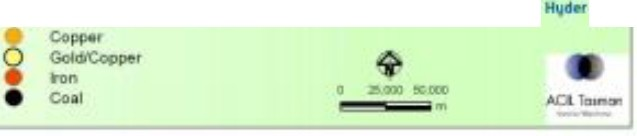 Hyder
Copper
Gold/Copper
Iron
Coal
N
0 25,000 50,000
m
ACIL Tasman